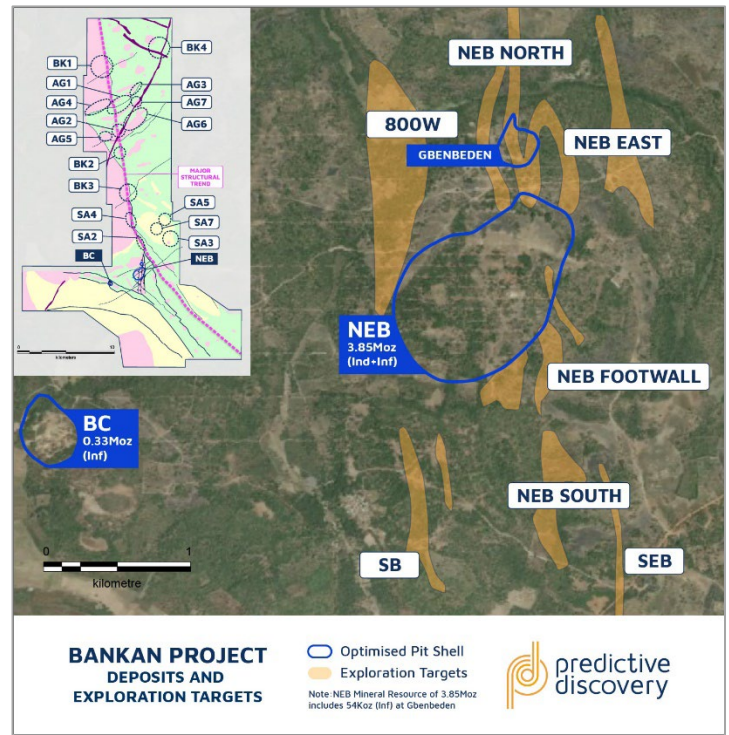 BK4
BK1
AG1
AG3
AG4
AG7
AG2
AG6
AG5
BK2
MAJOR
STRUCTURAL
TREND
BK3
SA5
SA4
SA7
SA2
SA3
BC
NEB
0
10
kilometres
NEB NORTH
800W
GBENBEDEN
NEB EAST
NEB
3.85Moz
(Ind+Inf)
NEB FOOTWALL
BC
0.33Moz
(Inf)
NEB SOUTH
SB
SEB
0 1
kilometre
BANKAN PROJECT
DEPOSITS AND
EXPLORATION TARGETS
Optimised Pit Shell
Exploration Targets
Note:NEB Mineral Resource of 3.85Moz
includes 54Koz (Inf) at Gbenbeden
predictive
discovery